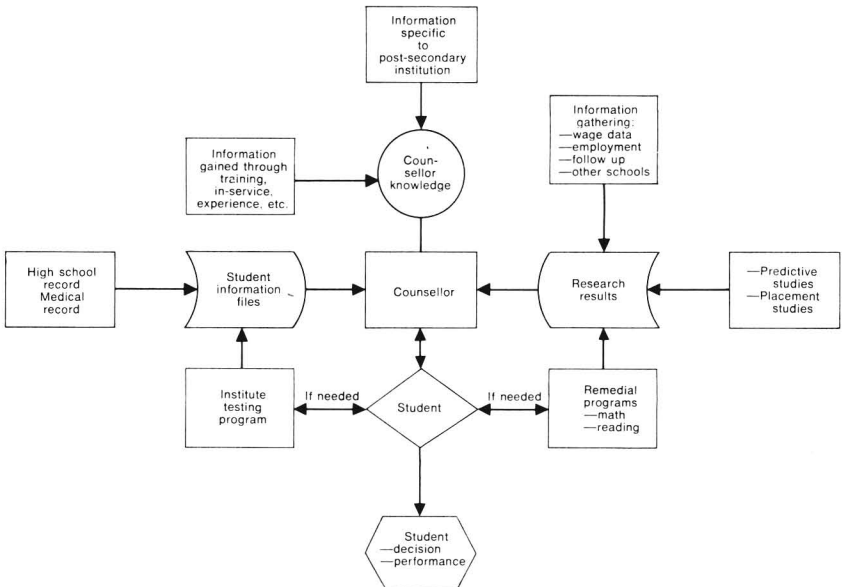 Information
specific
to
post-secondary
institution
Information
gathering:
—wage data
—employment
—follow up
—other schools
Information
gained through
training,
in-service,
experience, etc.
Coun-
sellor
knowledge
High school
record
Medical
record
Student
information
files
Counsellor
Research
results
—Predictive
studies
—Placement
studies
Institute
testing
program
If needed
Student
If needed
Remedial
programs
—math
—reading
Student
—decision
—performance